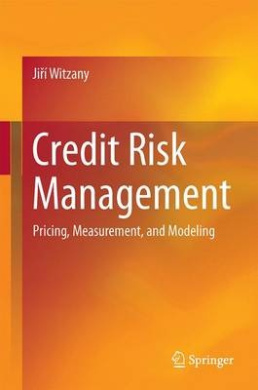 Jiří Witzany
Credit Risk
Management
Pricing, Measurement, and Modeling
Springer